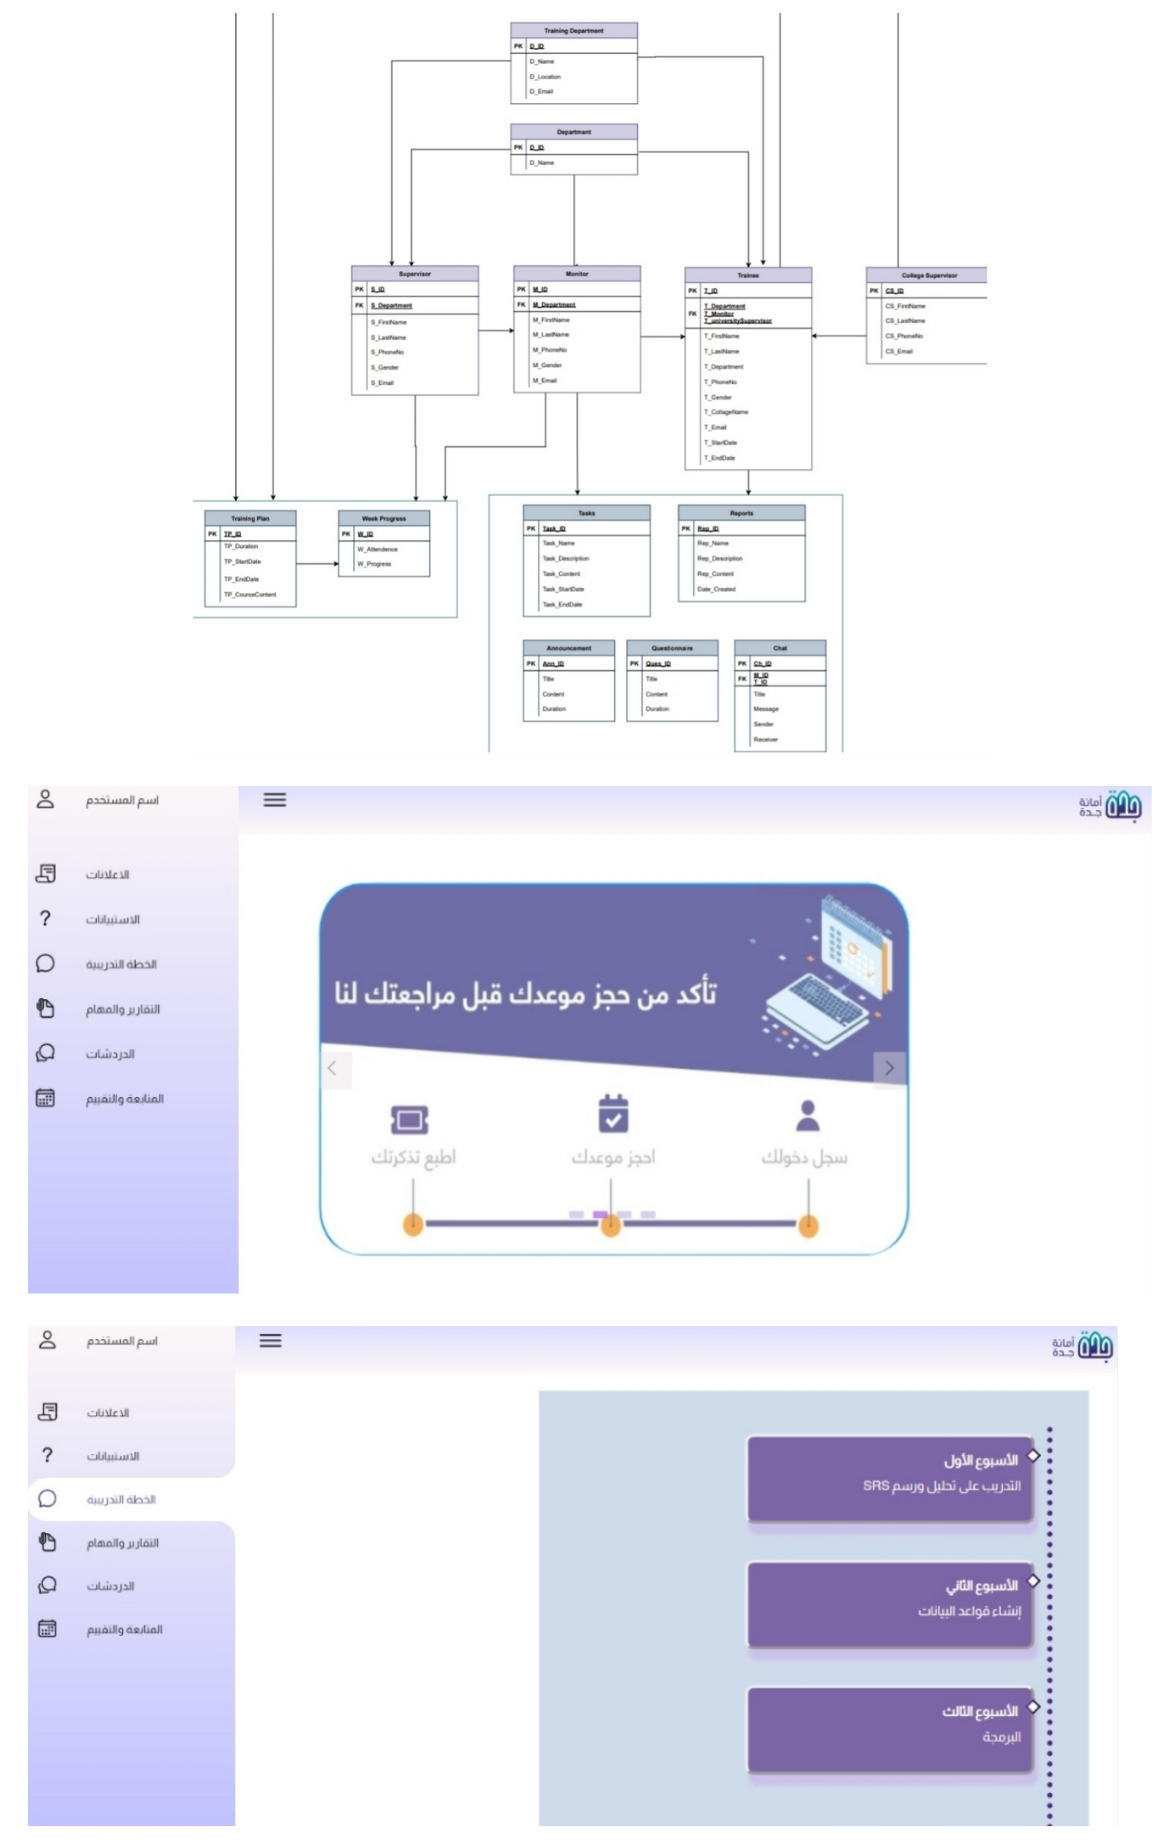 Training Department
PK D_ID
D_Name
D_Location
D_Email
Department
PK D_ID
D_Name
Supervisor
PK S_ID
FK S_Department
S_FirstName
S_LastName
S_PhoneNo
S_Gender
S_Email
Monitor
PK M_ID
FK M_Department
M_FirstName
M_LastName
M_PhoneNo
M_Gender
M_Email
Trainee
PK T_ID
T_Department
FK T_Monitor
T_universitySupervisor
T_FirstName
T_LastName
T_Department
T_PhoneNo
T_Gender
T_CollageName
T_Email
T_StartDate
T_EndDate
College Supervisor
PK CS_ID
CS_FirstName
CS_LastName
CS_PhoneNo
CS_Email
Training Plan
PK TP_ID
TP_Duration
TP_StartDate
TP_EndDate
TP_CourseContent
Week Progress
PK W_ID
W_Attendence
W_Progress
Tasks
PK Task_ID
Task_Name
Task_Description
Task_Content
Task_StartDate
Task_EndDate
Reports
PK Rep_ID
Rep_Name
Rep_Description
Rep_Content
Date_Created
Announcement
PK Ann_ID
Title
Content
Duration
Questionnaire
PK Ques_ID
Title
Content
Duration
Chat
PK Ch_ID
FK M_ID
T_ID
Title
Message
Sender
Receiver
أمانة
جـدة
جدة
اسم المستخدم
الاعلانات
الاستبيانات
الخطة التدريبية
التقارير والمهام
الدردشات
المتابعة والتقييم
تأكد من حجز موعدك قبل مراجعتك لنا
سجل دخولك
احجز موعدك
اطبع تذكرتك
أمانة
جـدة
جدة
اسم المستخدم
الاعلانات
الاستبيانات
الخطة التدريبية
التقارير والمهام
الدردشات
المتابعة والتقييم
الأسبوع الأول
التدريب على تحليل ورسم SRS
الأسبوع الثاني
إنشاء قواعد البيانات
الأسبوع الثالث
البرمجة